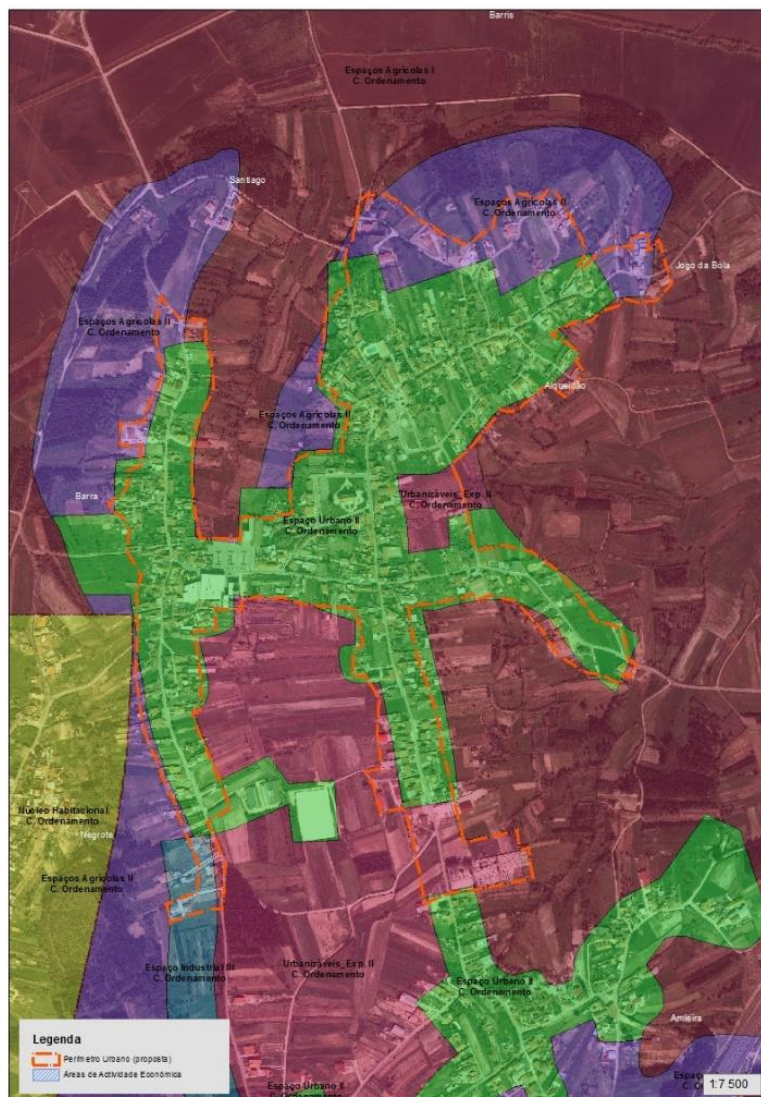 Barris
Espaços Agrícolas I
C. Ordenamento
Santiago
Espaços Agrícolas II
C. Ordenamento
Jogo da Bola
Espaços Agrícolas II
C. Ordenamento
Alqueidão
Espaços Agrícolas II
C. Ordenamento
Urbanizáveis_Exp. II
C. Ordenamento
Barra
Espaço Urbano II
C. Ordenamento
Núcleo Habitacional
C. Ordenamento
Negrote
Espaços Agrícolas II
C. Ordenamento
Espaço Industrial III
C. Ordenamento
Urbanizáveis_Exp. II
C. Ordenamento
Espaço Urbano II
C. Ordenamento
Amieira
Legenda
Perímetro Urbano (proposta)
Áreas de Actividade Económica
Espaço Urbano II
C. Ordenamento
1:7 500